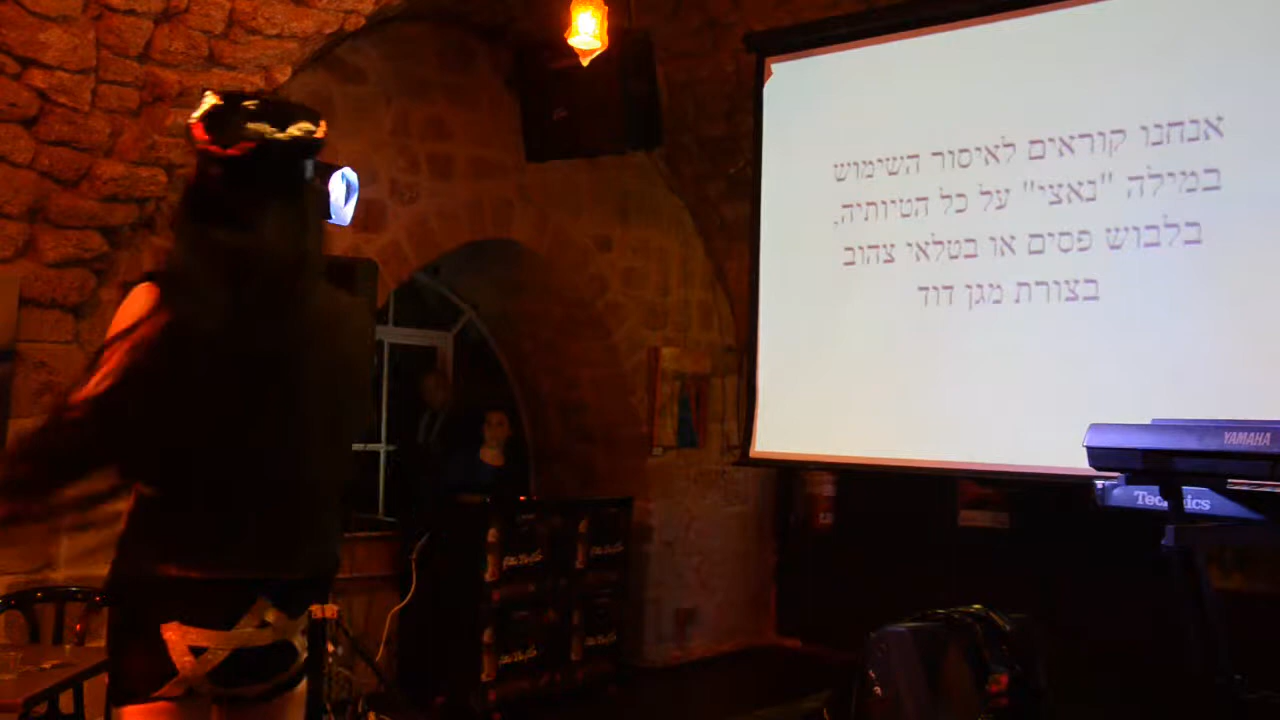 אנחנו קוראים לאיסור השימוש
במילה "נאצי" על כל הטיותיה,
בלבוש פסים או בטלאי צהוב
בצורת מגן דוד
YAMAHA
Technics